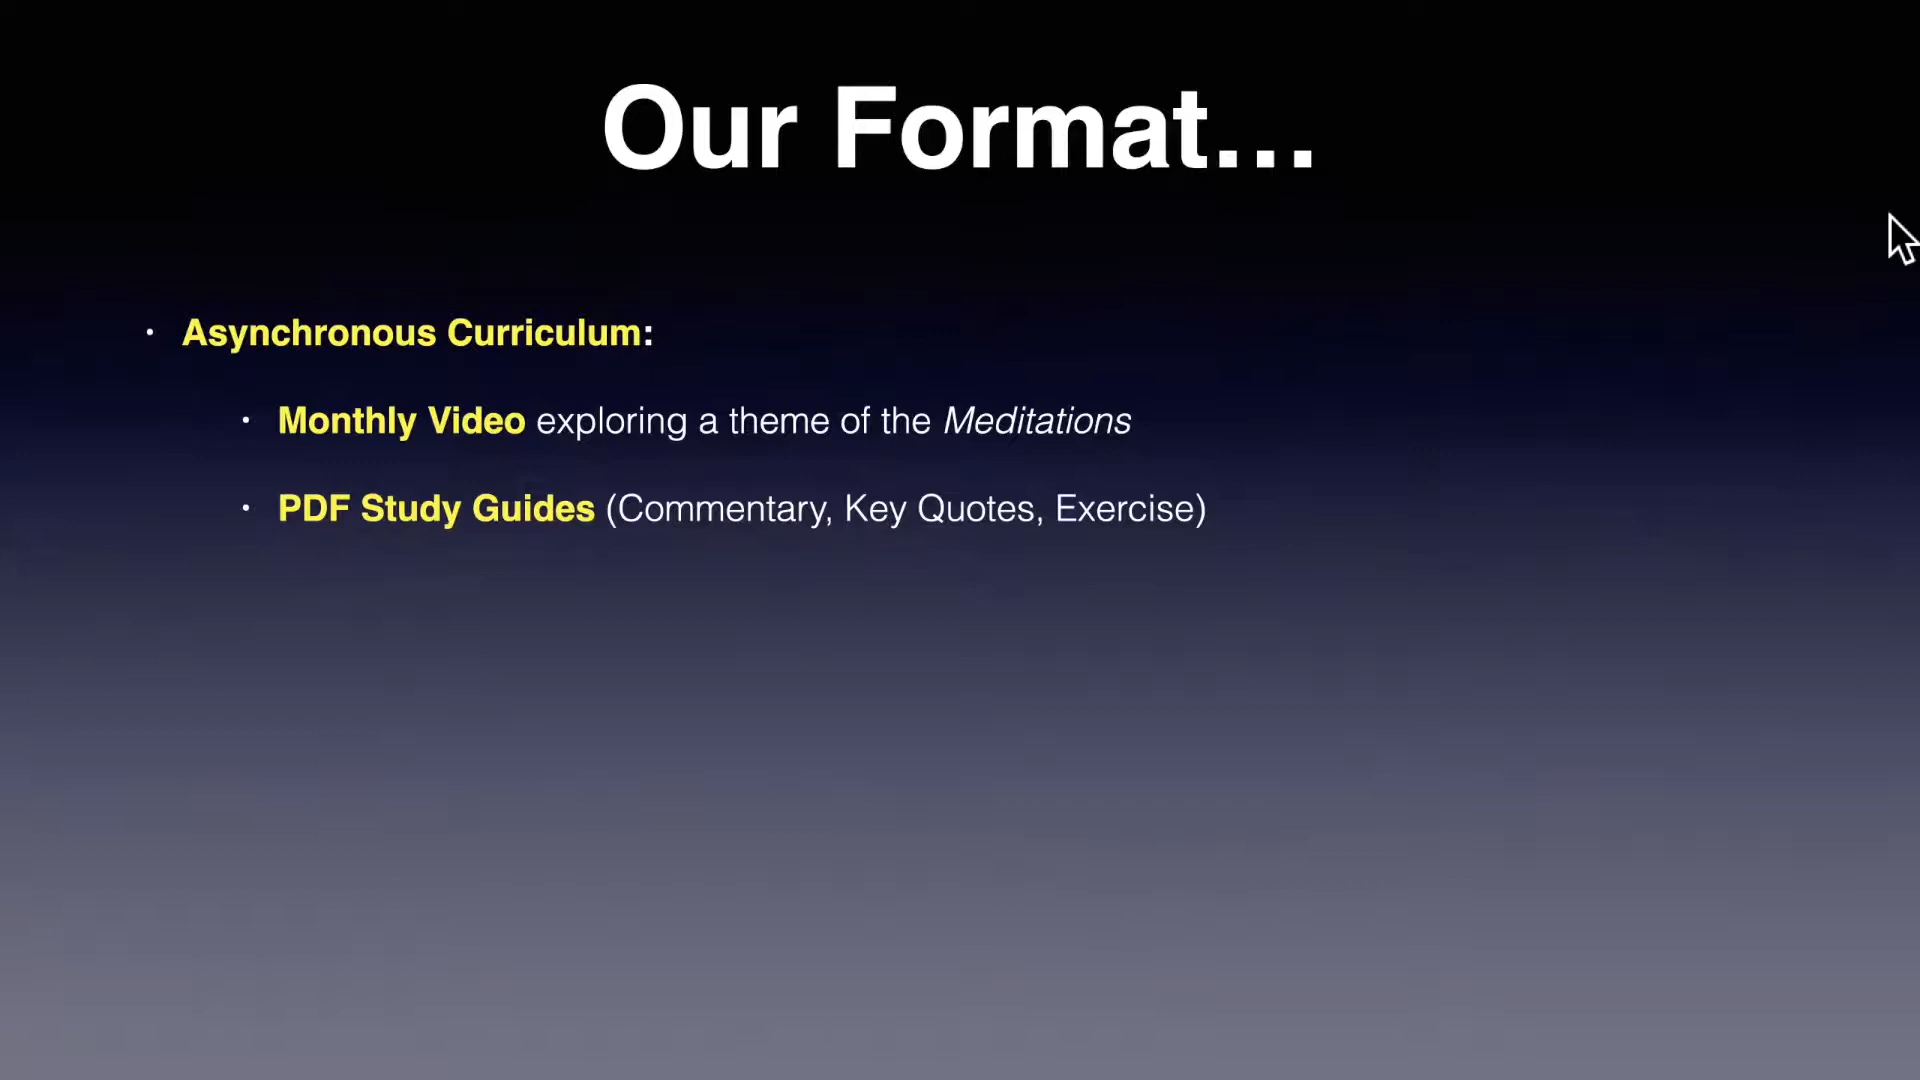 Our Format…
• Asynchronous Curriculum:
• Monthly Video exploring a theme of the Meditations
• PDF Study Guides (Commentary, Key Quotes, Exercise)